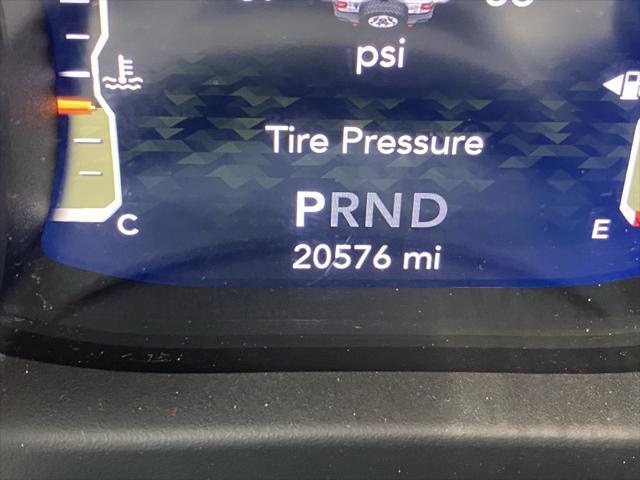 psi
Tire Pressure
PRND
20576 mi
C
E